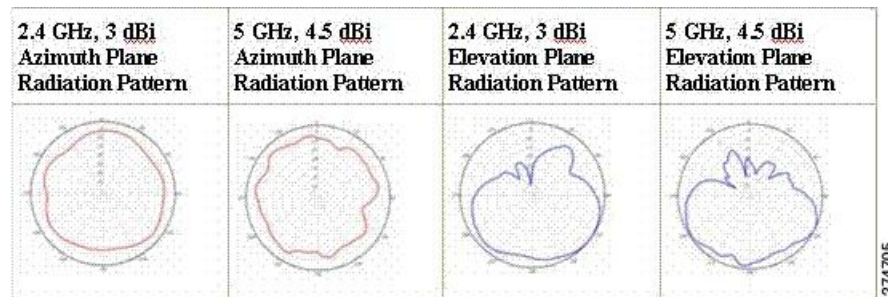 2.4 GHz, 3 dBi
Azimuth Plane
Radiation Pattern
5 GHz, 4.5 dBi
Azimuth Plane
Radiation Pattern
2.4 GHz, 3 dBi
Elevation Plane
Radiation Pattern
5 GHz, 4.5 dBi
Elevation Plane
Radiation Pattern
274795